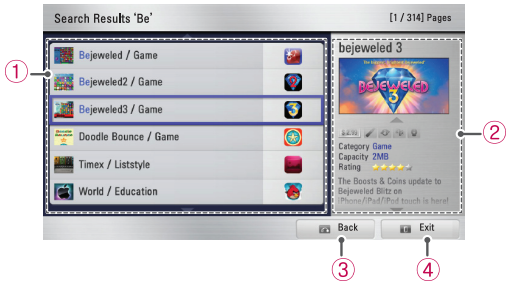 Search Results 'Be'
[1 / 314] Pages
Bejeweled / Game
Bejeweled2 / Game
Bejeweled3 / Game
Doodle Bounce / Game
Timex / Liststyle
World / Education
bejeweled 3
BEJEWELED
3
Category Game
Capacity 2MB
Rating
The Boosts & Coins update to
Bejeweled Blitz on
iPhone/iPad/iPod touch is here!
Back
Exit
1
2
3
4